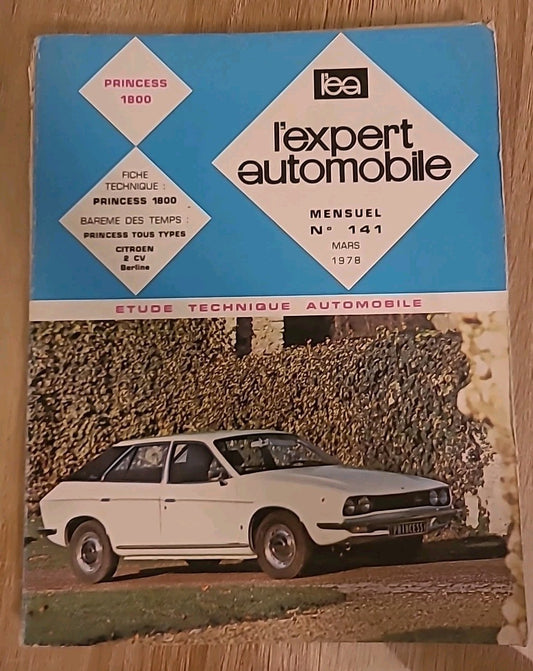 PRINCESS
1800
l'ea
l'expert
automobile
FICHE
TECHNIQUE :
PRINCESS 1800
BAREME DES TEMPS :
PRINCESS TOUS TYPES
CITROEN
2 CV
Berline
MENSUEL
N° 141
MARS
1978
ETUDE TECHNIQUE AUTOMOBILE
PRINCESS